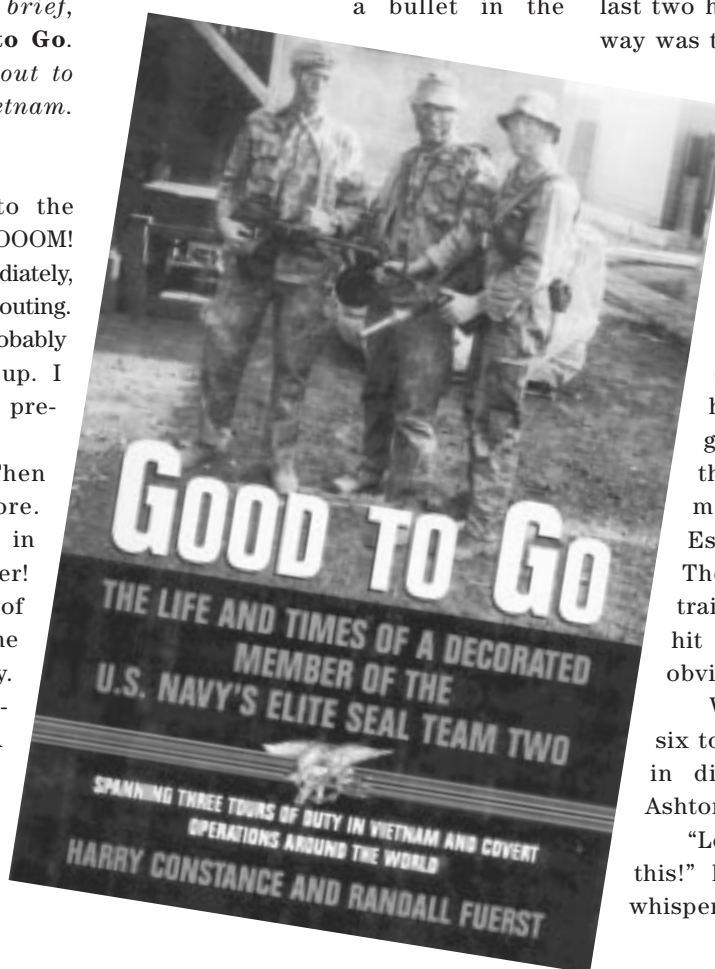 brief,
to Go.
out to
etnam.
to the
OOOM!
diately,
outing.
obably
up. I
pre-
hen
ore.
in
er!
of
he
y.
-
a bullet in the
GOOD TO GO
THE LIFE AND TIMES OF A DECORATED
MEMBER OF THE
U.S. NAVY'S ELITE SEAL TEAM TWO
SPANNING THREE TOURS OF DUTY IN VIETNAM AND COVERT
OPERATIONS AROUND THE WORLD
HARRY CONSTANCE AND RANDALL FUERST
last two h
way was t
h
g
th
m
Es
The
trai
hit
obvi
W
six to
in di
Ashton
“Lo
this!”
whisper